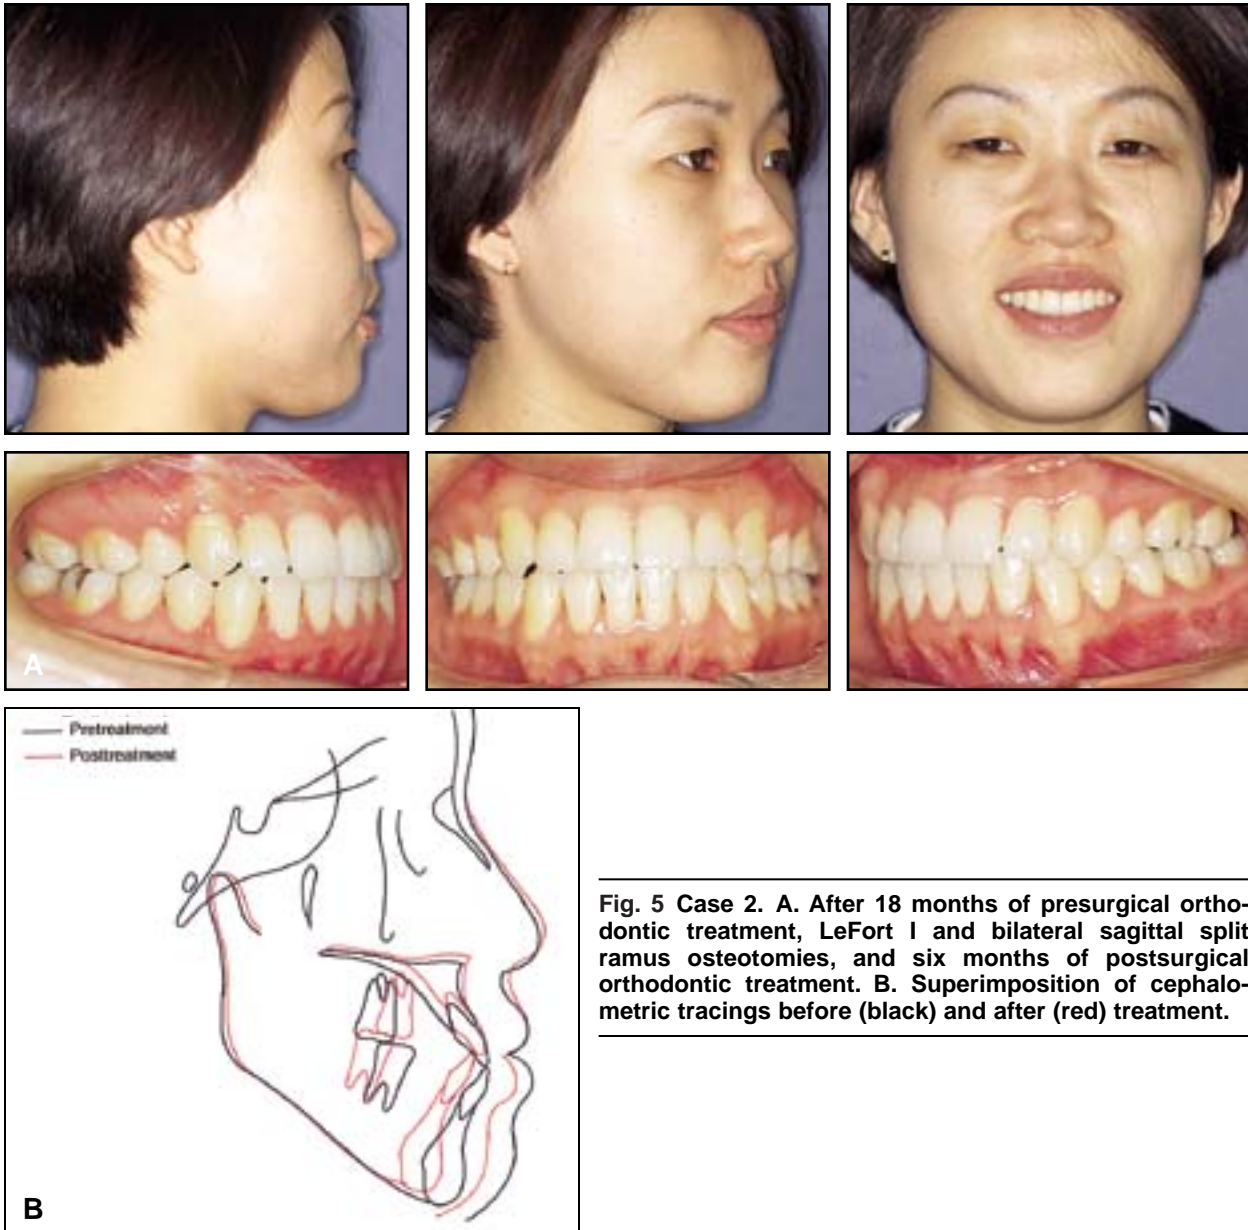 A
Pretreatment
Posttreatment
B
Fig. 5 Case 2. A. After 18 months of presurgical ortho-
dontic treatment, LeFort I and bilateral sagittal split
ramus osteotomies, and six months of postsurgical
orthodontic treatment. B. Superimposition of cephalo-
metric tracings before (black) and after (red) treatment.